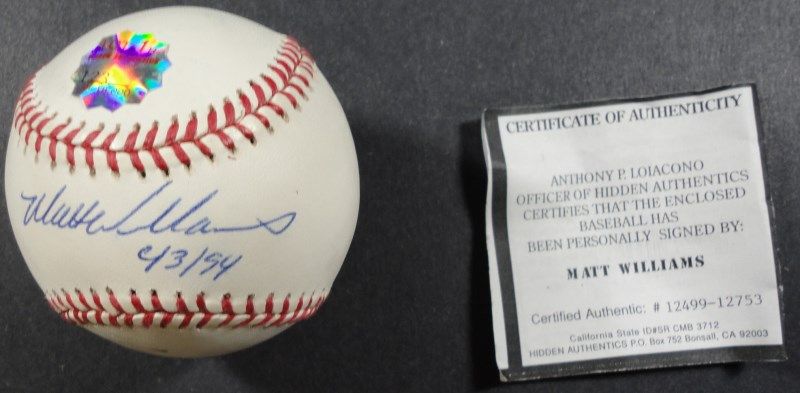 Matt Williams
4/3/94
CERTIFICATE OF AUTHENTICITY
ANTHONY P. LOIACONO
OFFICER OF HIDDEN AUTHENTICS
CERTIFIES THAT THE ENCLOSED
BASEBALL HAS
BEEN PERSONALLY SIGNED BY:
MATT WILLIAMS
Certified Authentic: # 12499-12753
California State ID#SR CMB 3712
HIDDEN AUTHENTICS P.O. Box 752 Bonsall, CA 92003